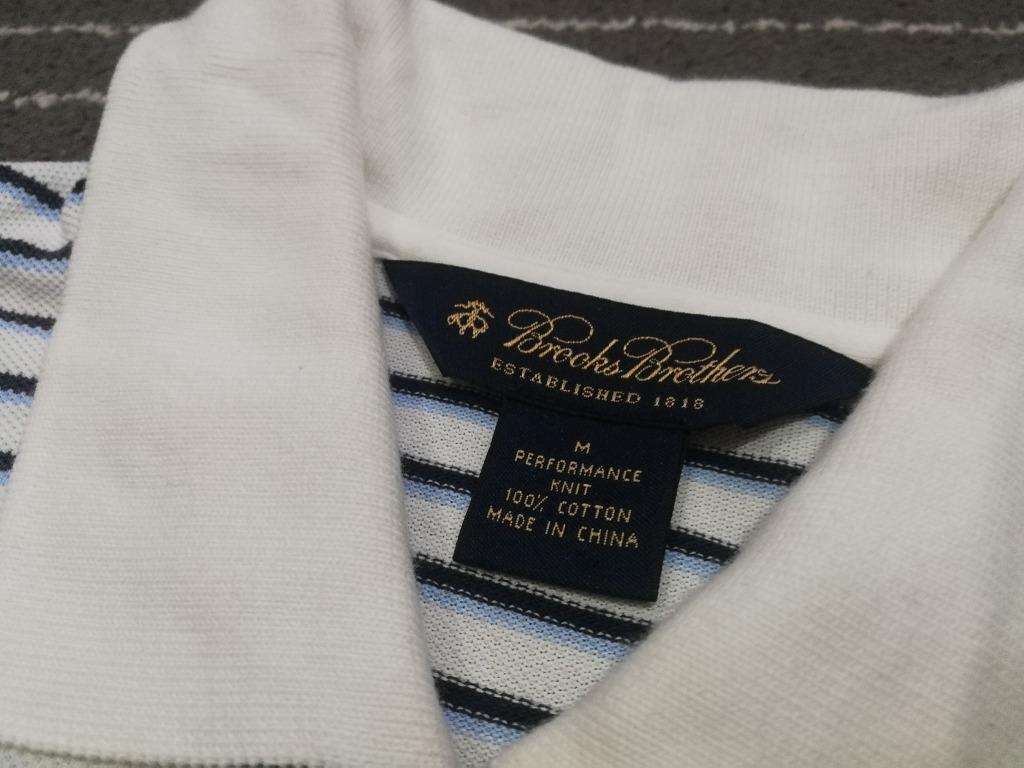 Brooks Brothers
ESTABLISHED 1818
M
PERFORMANCE
KNIT
100% COTTON
MADE IN CHINA